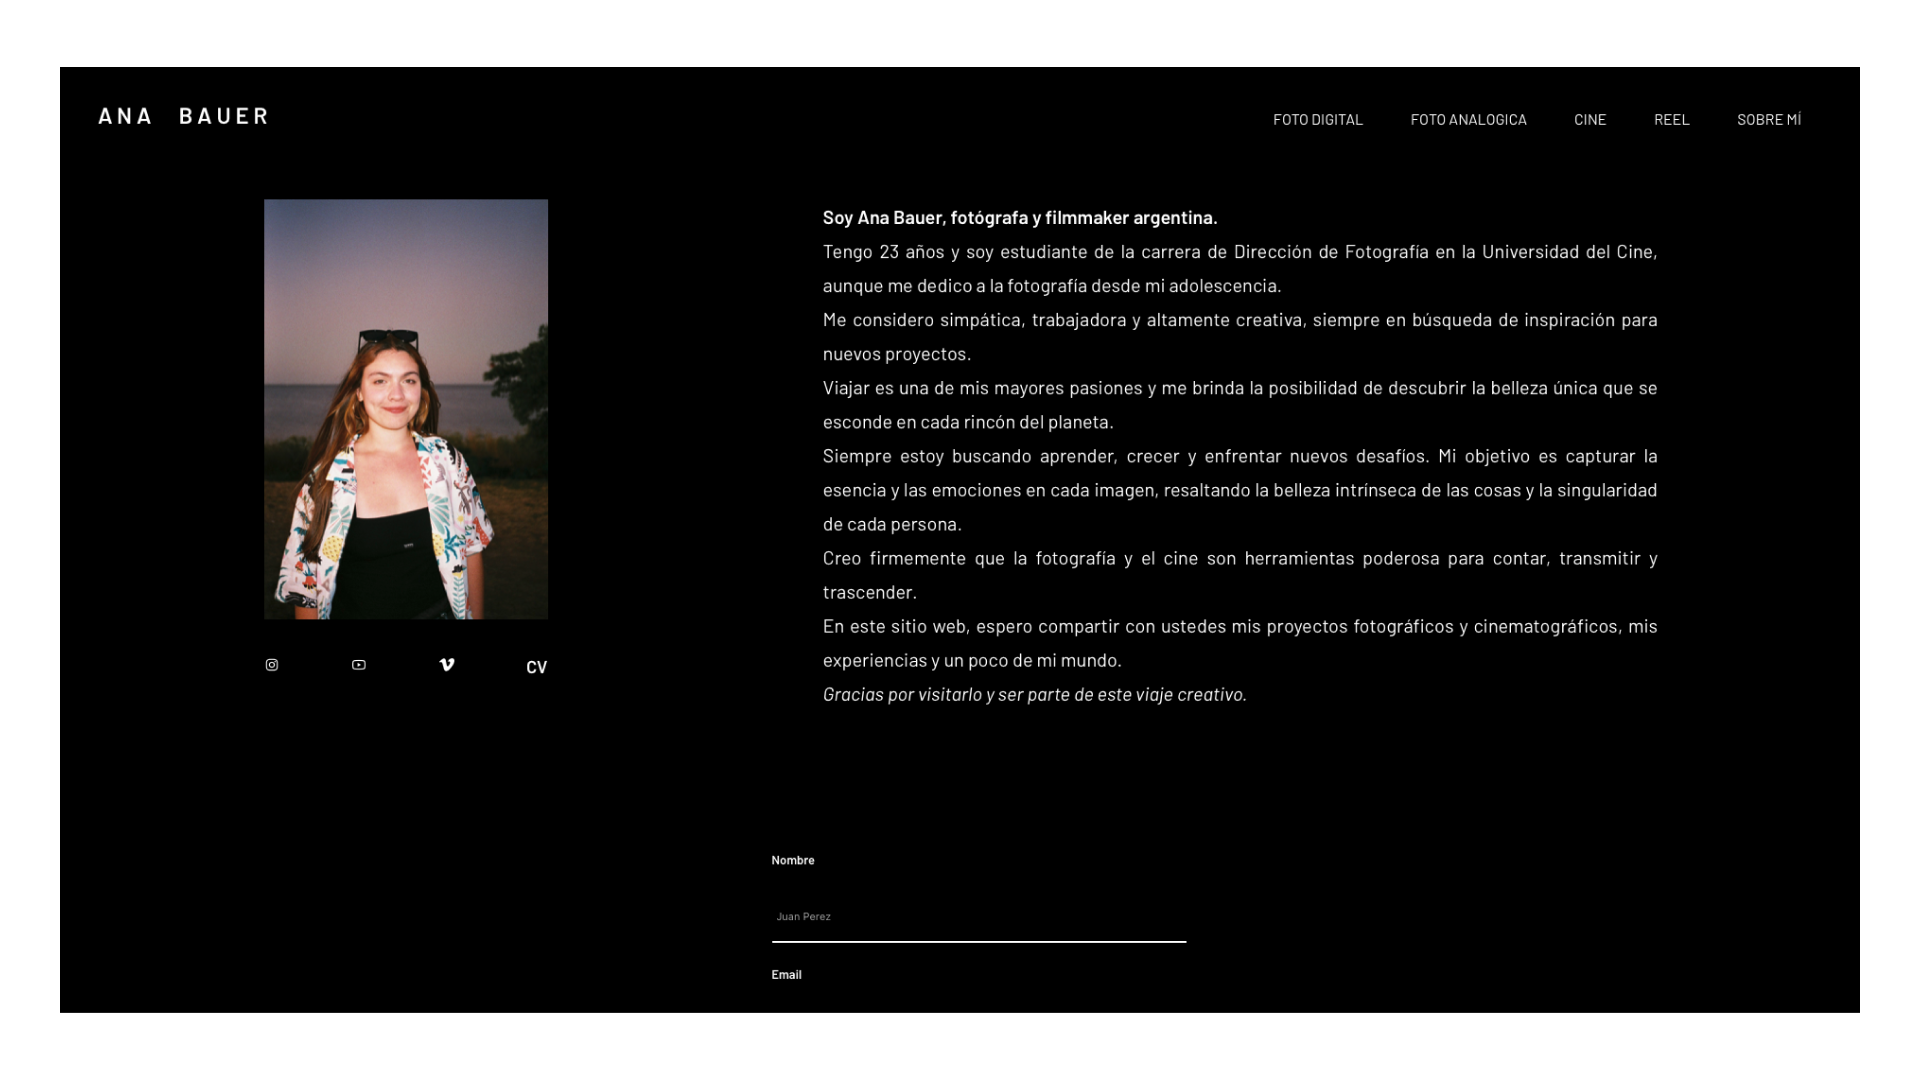 ANA BAUER
FOTO DIGITAL
FOTO ANALOGICA
CINE
REEL
SOBRE MÍ
Soy Ana Bauer, fotógrafa y filmmaker argentina.
Tengo 23 años y soy estudiante de la carrera de Dirección de Fotografía en la Universidad del Cine,
aunque me dedico a la fotografía desde mi adolescencia.
Me considero simpática, trabajadora y altamente creativa, siempre en búsqueda de inspiración para
nuevos proyectos.
Viajar es una de mis mayores pasiones y me brinda la posibilidad de descubrir la belleza única que se
esconde en cada rincón del planeta.
Siempre estoy buscando aprender, crecer y enfrentar nuevos desafíos. Mi objetivo es capturar la
esencia y las emociones en cada imagen, resaltando la belleza intrínseca de las cosas y la singularidad
de cada persona.
Creo firmemente que la fotografía y el cine son herramientas poderosa para contar, transmitir y
trascender.
En este sitio web, espero compartir con ustedes mis proyectos fotográficos y cinematográficos, mis
experiencias y un poco de mi mundo.
Gracias por visitarlo y ser parte de este viaje creativo.
CV
Nombre
Juan Perez
Email